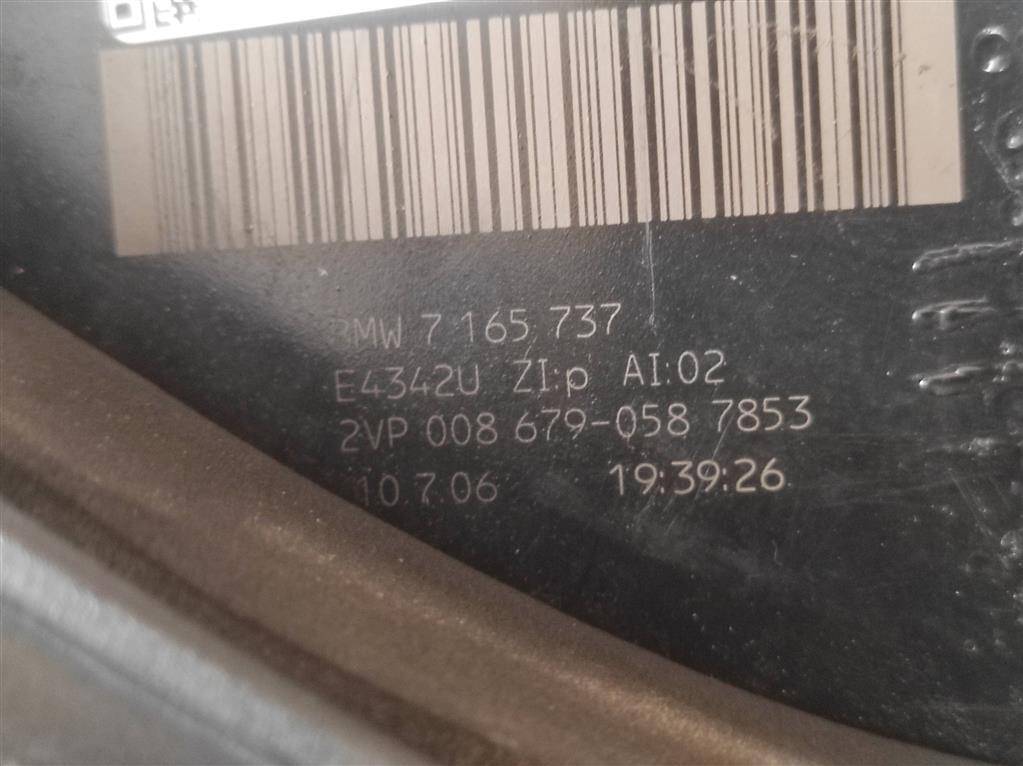 BMW 7 165 737
E4342U ZI:p AI:02
2VP 008 679-058 7853
10.7.06 19:39:26